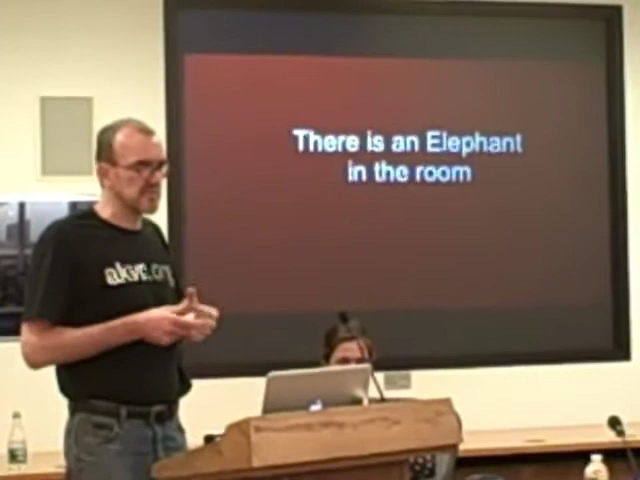 There is an Elephant
in the room
akvo.org